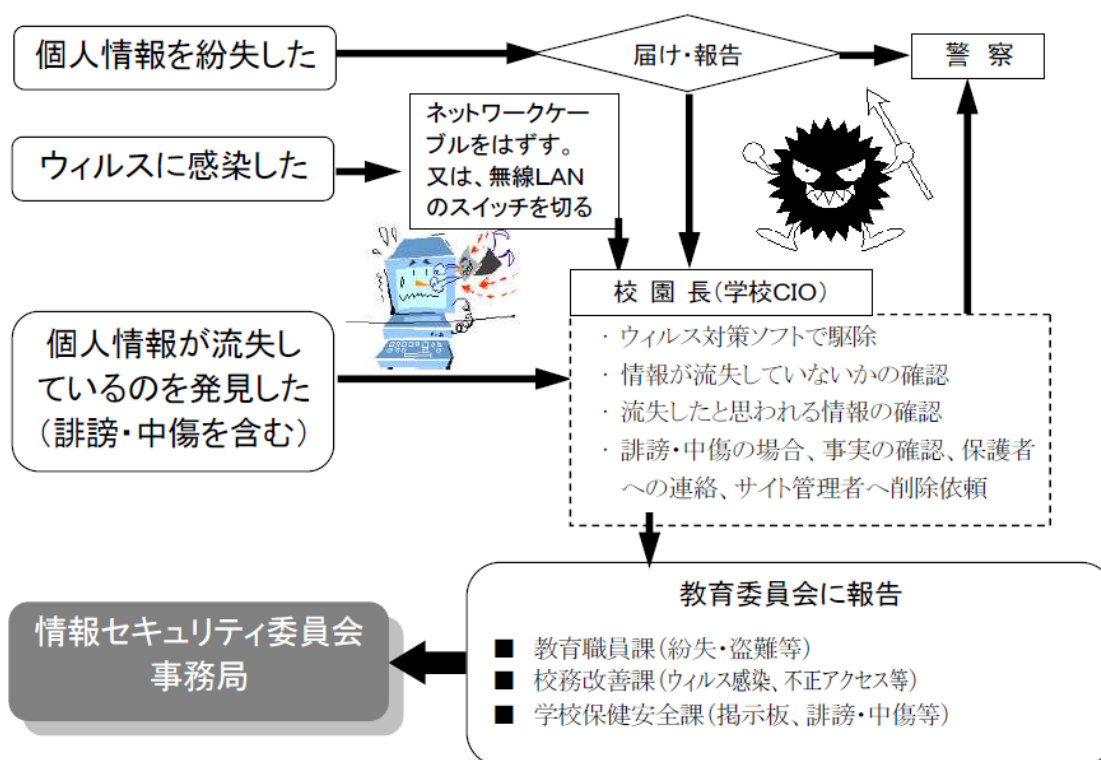 個人情報を紛失した
届け・報告
警 察
ウィルスに感染した
ネットワークケー
ブルをはずす。
又は、無線LAN
のスイッチを切る
校 園 長(学校CIO)
個人情報が流失し
ているのを発見した
(誹謗・中傷を含む)
・ウィルス対策ソフトで駆除
・情報が流失していないかの確認
・流失したと思われる情報の確認
・誹謗・中傷の場合、事実の確認、保護者
への連絡、サイト管理者へ削除依頼
教育委員会に報告
■ 教育職員課(紛失・盗難等)
■ 校務改善課(ウィルス感染、不正アクセス等)
■ 学校保健安全課(掲示板、誹謗・中傷等)
情報セキュリティ委員会
事務局